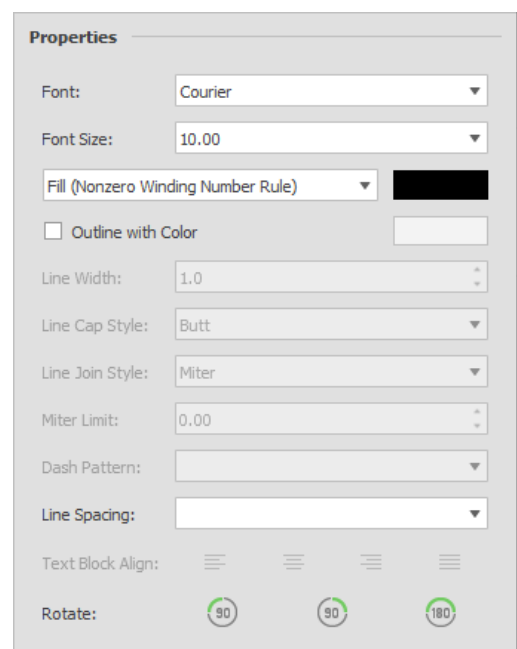 Properties
Font: Courier
Font Size: 10.00
Fill (Nonzero Winding Number Rule)
Outline with Color
Line Width: 1.0
Line Cap Style: Butt
Line Join Style: Miter
Miter Limit: 0.00
Dash Pattern:
Line Spacing:
Text Block Align:
Rotate: 90 90 180